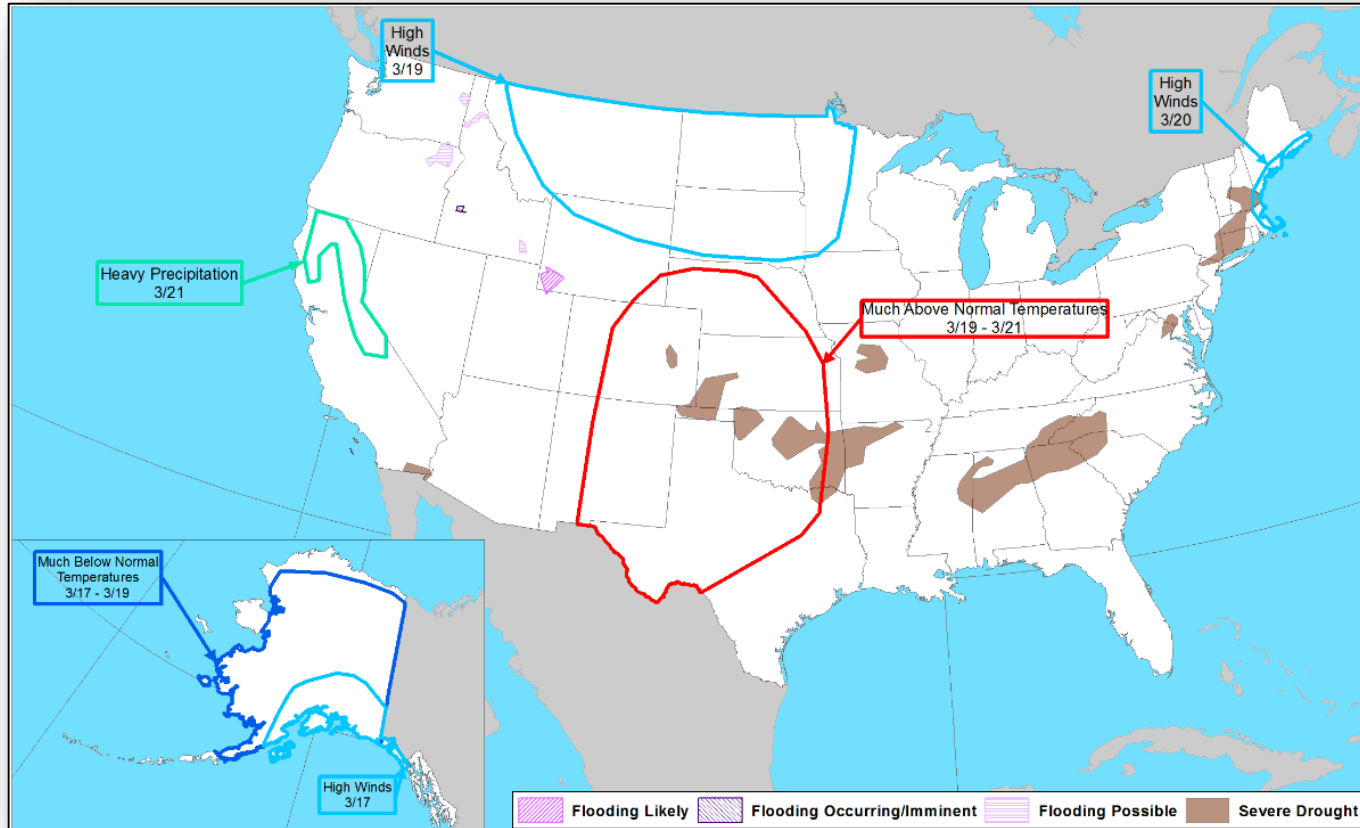 High
Winds
3/19
High
Winds
3/20
Heavy Precipitation
3/21
Much Above Normal Temperatures
3/19 - 3/21
Much Below Normal
Temperatures
3/17 - 3/19
High Winds
3/17
Flooding Likely
Flooding Occurring/Imminent
Flooding Possible
Severe Drought